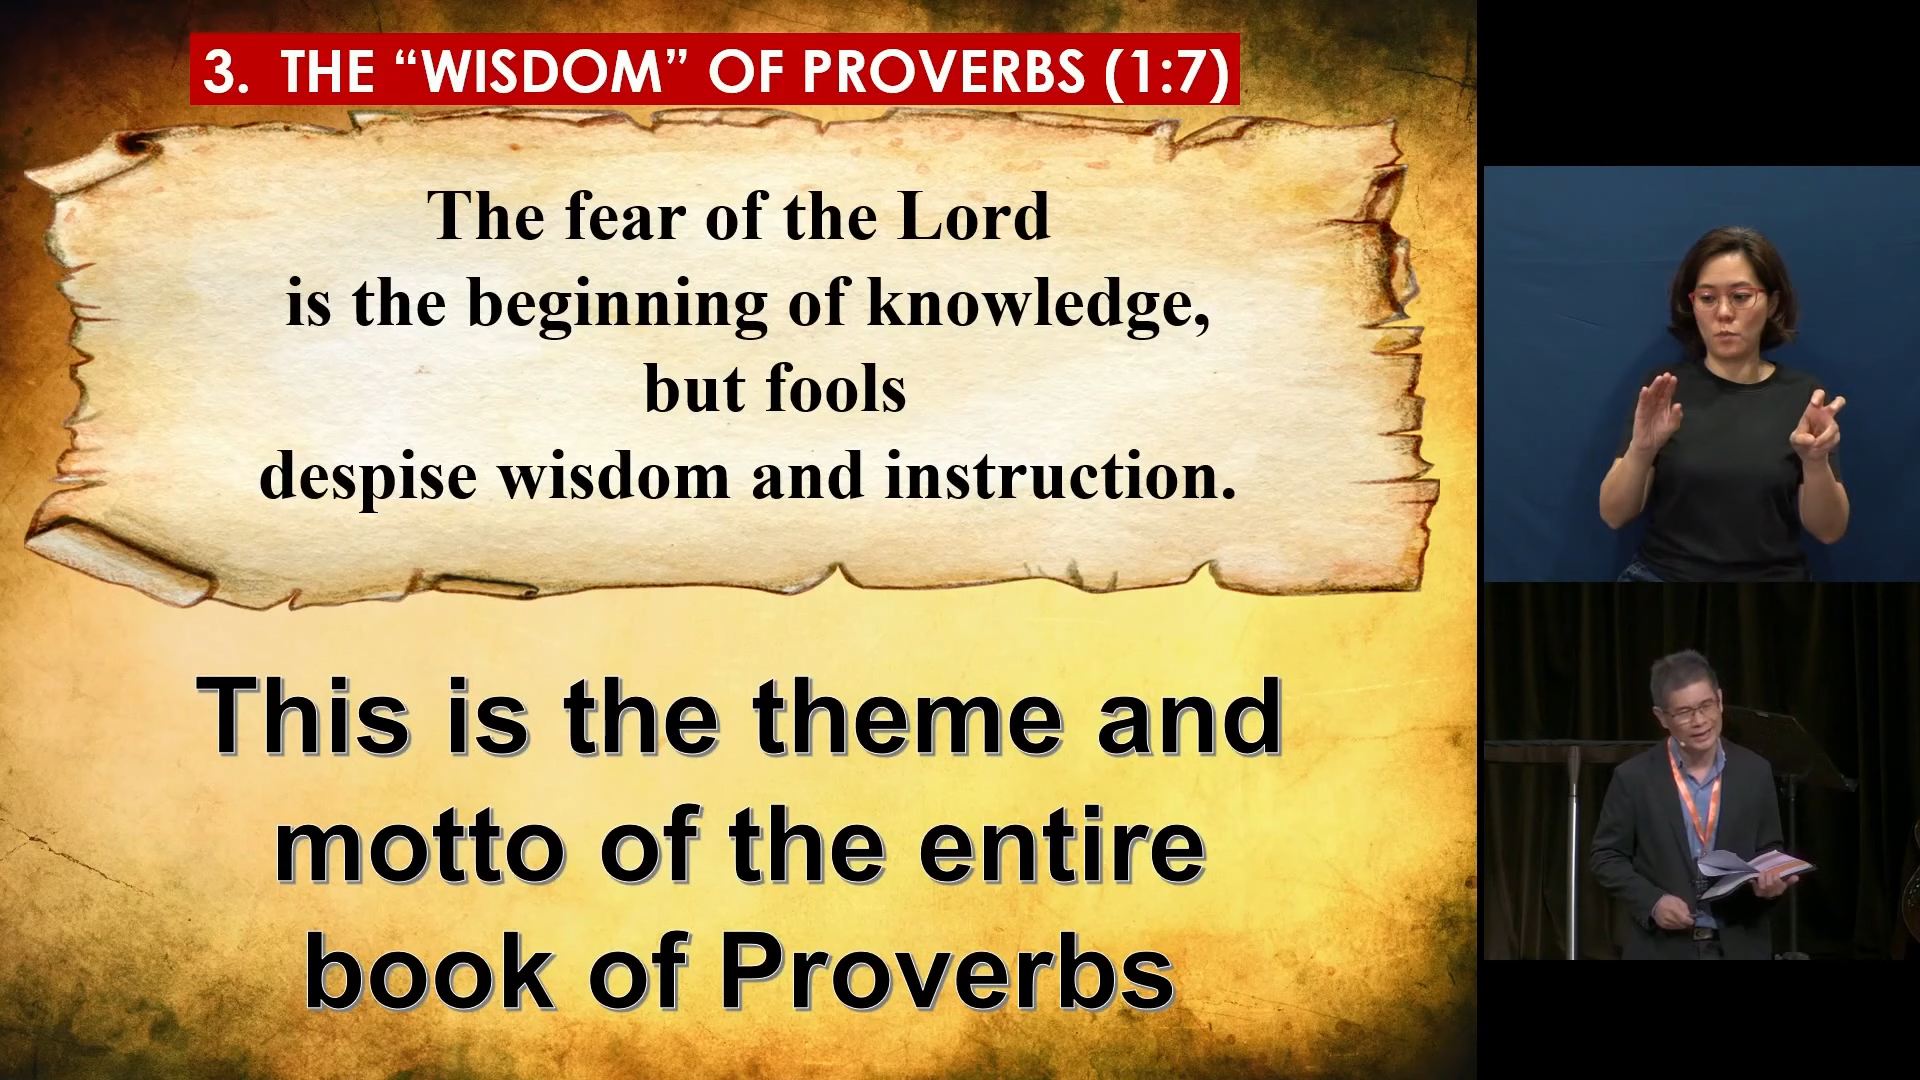 3. THE “WISDOM” OF PROVERBS (1:7)
The fear of the Lord
is the beginning of knowledge,
but fools
despise wisdom and instruction.
This is the theme and
motto of the entire
book of Proverbs